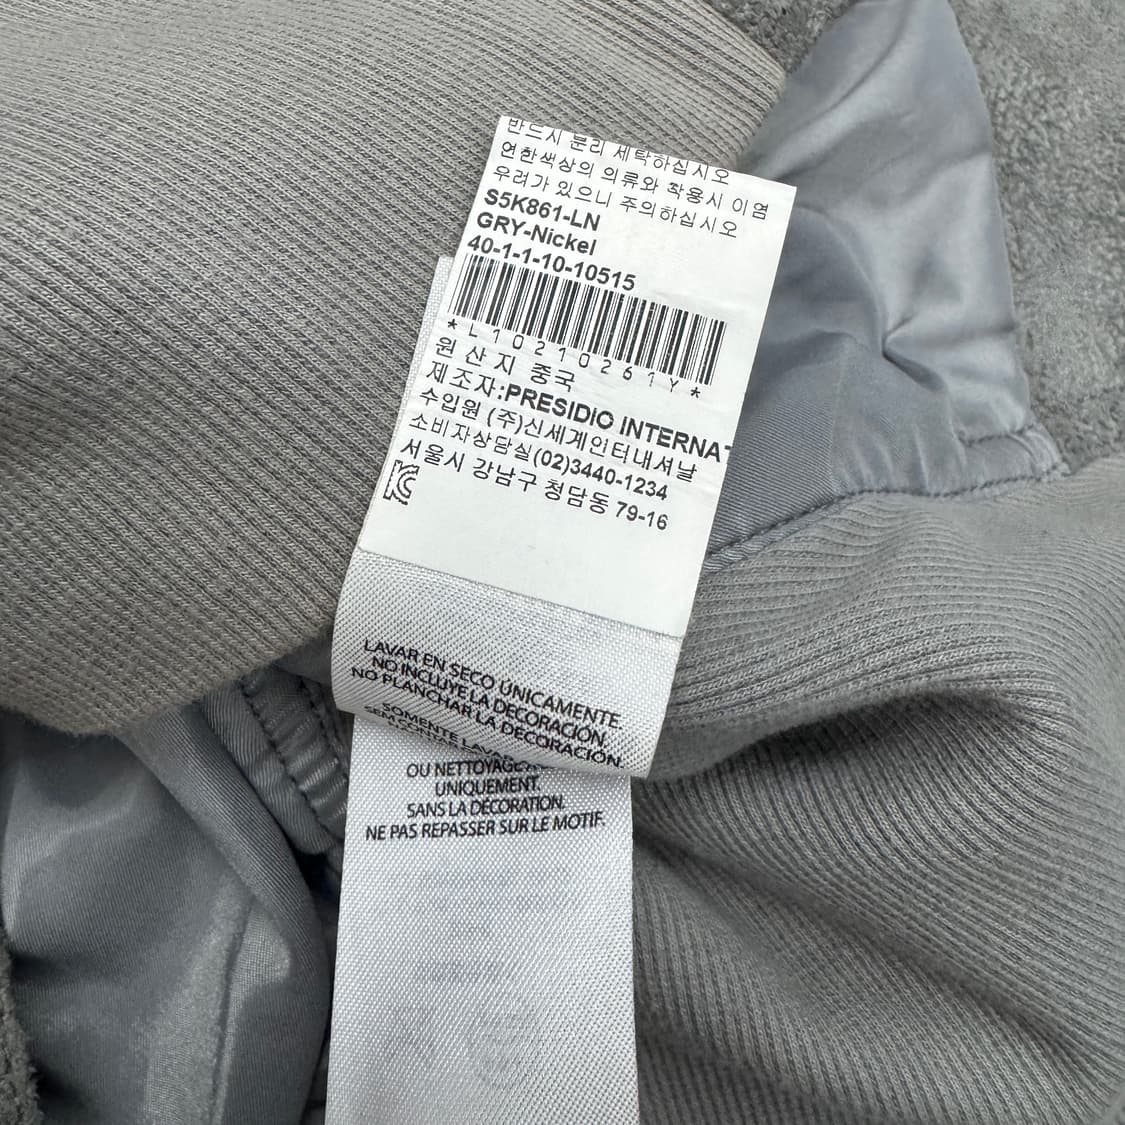 반드시 분리 세탁하십시오
연한색상의 의류와 착용시 이염
우려가 있으니 주의하십시오
S5K861-LN
GRY-Nickel
40-1-1-10-10515
*L10210261Y*
원 산 지 중국
제 조 자:PRESIDIO INTERNAT
수입원 (주)신세계인터내셔날
소비자상담실(02)3440-1234
서울시 강남구 청담동 79-16
LAVAR EN SECO ÚNICAMENTE.
NO INCLUYE LA DECORACIÓN.
NO PLANCHAR LA DECORACIÓN.
SOMENTE
OU NETTOYAGE
UNIQUEMENT.
SANS LA DÉCORATION.
NE PAS REPASSER SUR LE MOTIF.